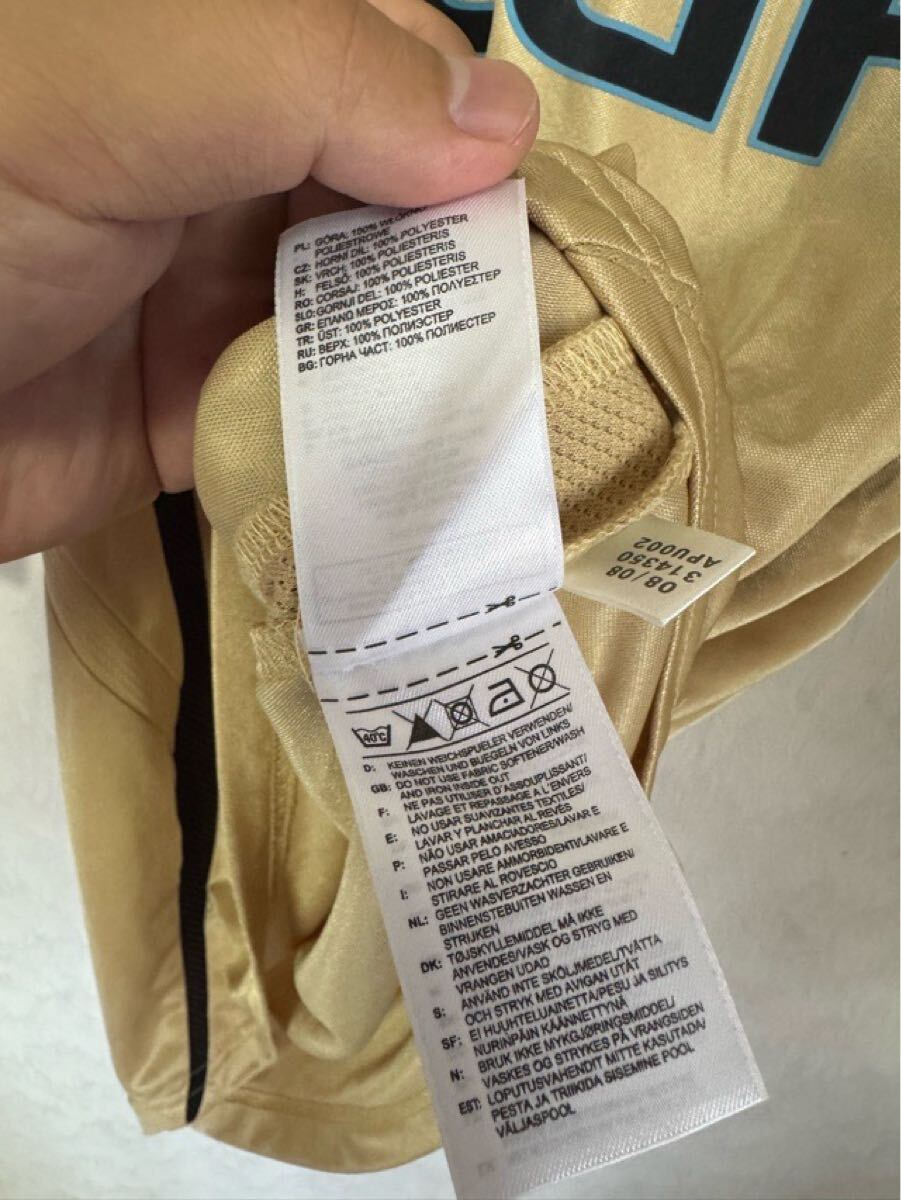 PL: GÓRA: 100%
POLIESTROWE
CZ: HORNI DIL: 100% POLYESTER
SK: VRCH: 100% POLIESTERIS
H: FELSŐ: 100% POLIESTERIS
RO: CORSAJ: 100% POLIESTERIS
SLO: GORNJI DEL: 100% POLIESTER
GR: ΕΠΑΝΩ ΜΕΡΟΣ: 100% ΠΟΛΥΕΣΤΕΡ
TR: ÜST: 100% POLYESTER
RU: ВЕРХ: 100% ПОЛИЭСТЕР
BG: ГОРНА ЧАСТ: 100% ПОЛИЕСТЕР
08/08
314350
APU002
40°C
D: KEINEN WEICHSPUELER VERWENDEN/
WASCHEN UND BUEGELN VON LINKS
GB: DO NOT USE FABRIC SOFTENER/WASH
AND IRON INSIDE OUT
F: NE PAS UTILISER D'ASSOUPLISSANT/
LAVAGE ET REPASSAGE A L'ENVERS
E: NO USAR SUAVIZANTES TEXTILES/
LAVAR Y PLANCHAR AL REVÉS
P: NÃO USAR AMACIADORES/LAVAR E
PASSAR PELO AVESSO
I: NON USARE AMMORBIDENTI/LAVARE E
STIRARE AL ROVESCIO
NL: GEEN WASVERZACHTER GEBRUIKEN/
BINNENSTEBUITEN WASSEN EN
STRIJKEN
DK: TØJSKYLLEMIDDEL MÅ IKKE
ANVENDES/VASK OG STRYG MED
VRANGEN UDAD
S: ANVÄND INTE SKÖLJMEDEL/TVÄTTA
OCH STRYK MED AVIGAN UTÅT
SF: EI HUUHTELUAINETTA/PESU JA SILITYS
NURINPÄIN KÄÄNNETTYNÄ
N: BRUK IKKE MYKGJØRINGSMIDDEL/
VASKES OG STRYKES PÅ VRANGSIDEN
EST: LOPUTUSVAHENDIT MITTE KASUTADA/
PESTA JA TRIIKIDA SISEMINE POOL
VÄLJASPOOL